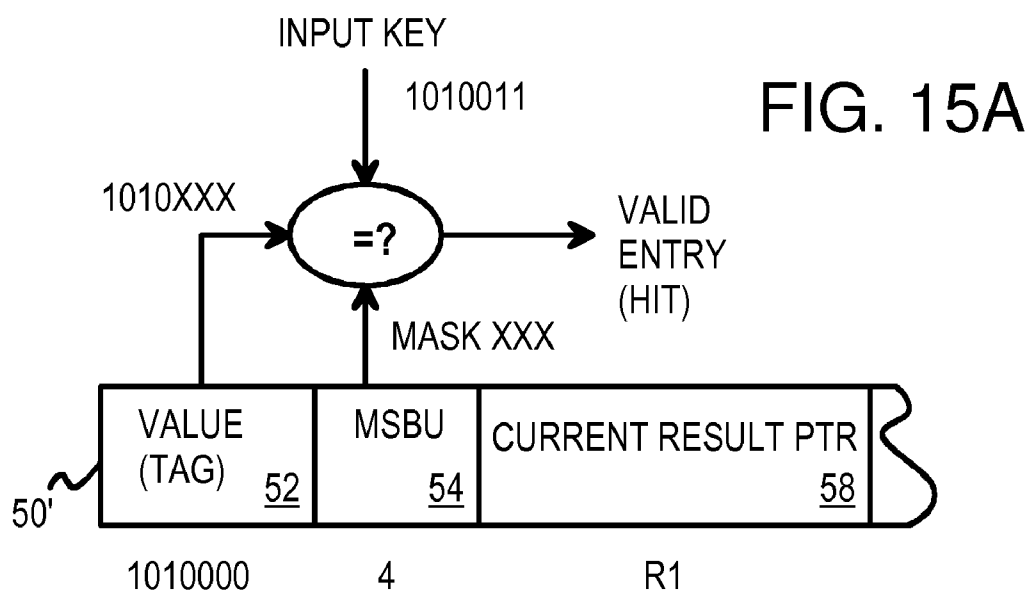 INPUT KEY
1010011
FIG. 15A
1010XXX
=?
VALID
ENTRY
(HIT)
MASK XXX
VALUE
(TAG)
52
MSBU
54
CURRENT RESULT PTR
58
50'
1010000
4
R1